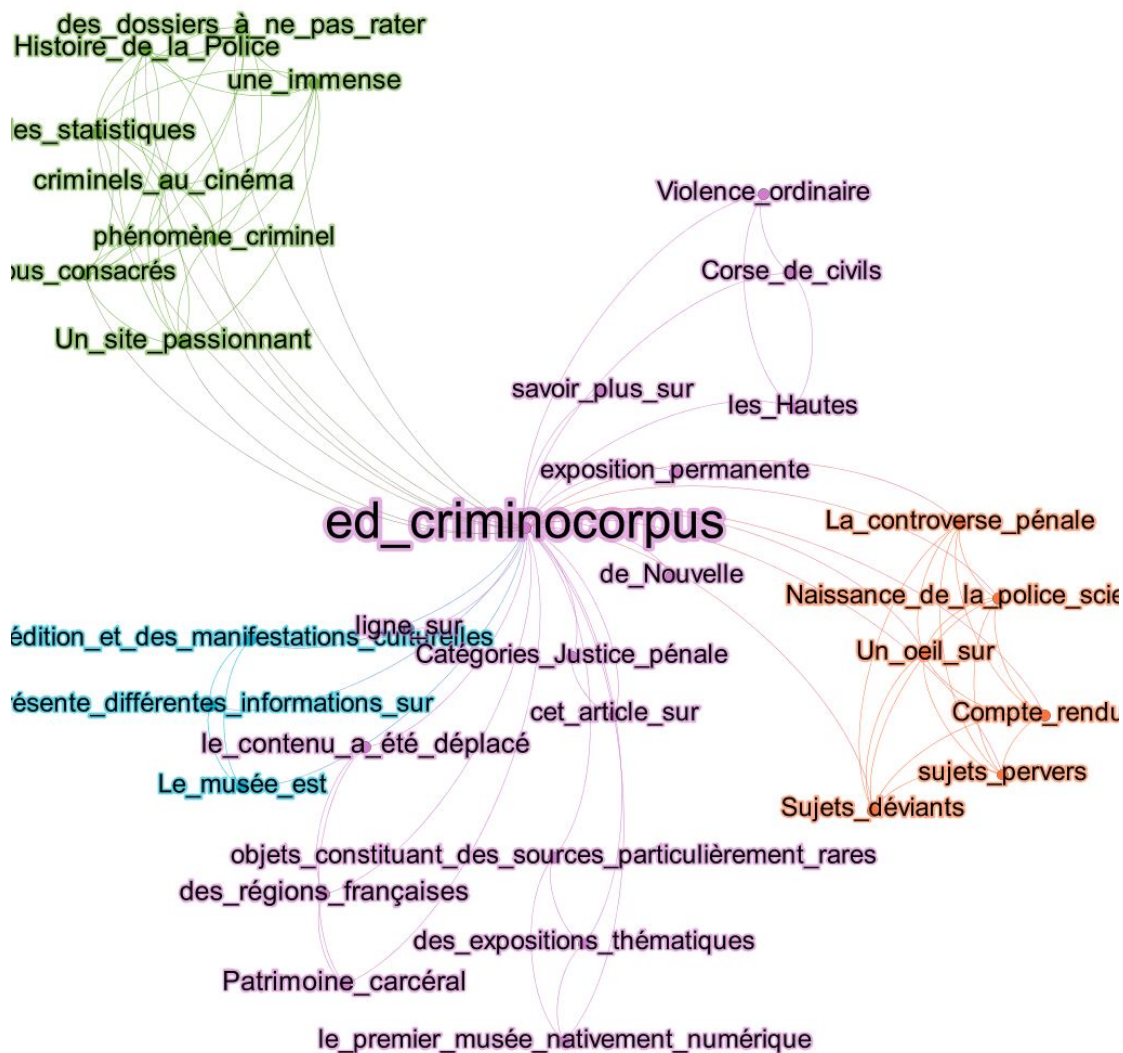 des_dossiers_à_ne_pas_rater
Histoire_de_la_Police
une_immense
les_statistiques
criminels_au_cinéma
phénomène_criminel
ous_consacrés
Un_site_passionnant
Violence_ordinaire
Corse_de_civils
savoir_plus_sur
les_Hautes
exposition_permanente
ed_criminocorpus
La_controverse_pénale
de_Nouvelle
Naissance_de_la_police_scie
ligne_sur
édition_et_des_manifestations_culturelles
Catégories_Justice_pénale
Un_oeil_sur
résente_différentes_informations_sur
cet_article_sur
Compte_rendu
le_contenu_a_été_déplacé
sujets_pervers
Le_musée_est
Sujets_déviants
objets_constituant_des_sources_particulièrement_rares
des_régions_françaises
des_expositions_thématiques
Patrimoine_carcéral
le_premier_musée_nativement_numérique